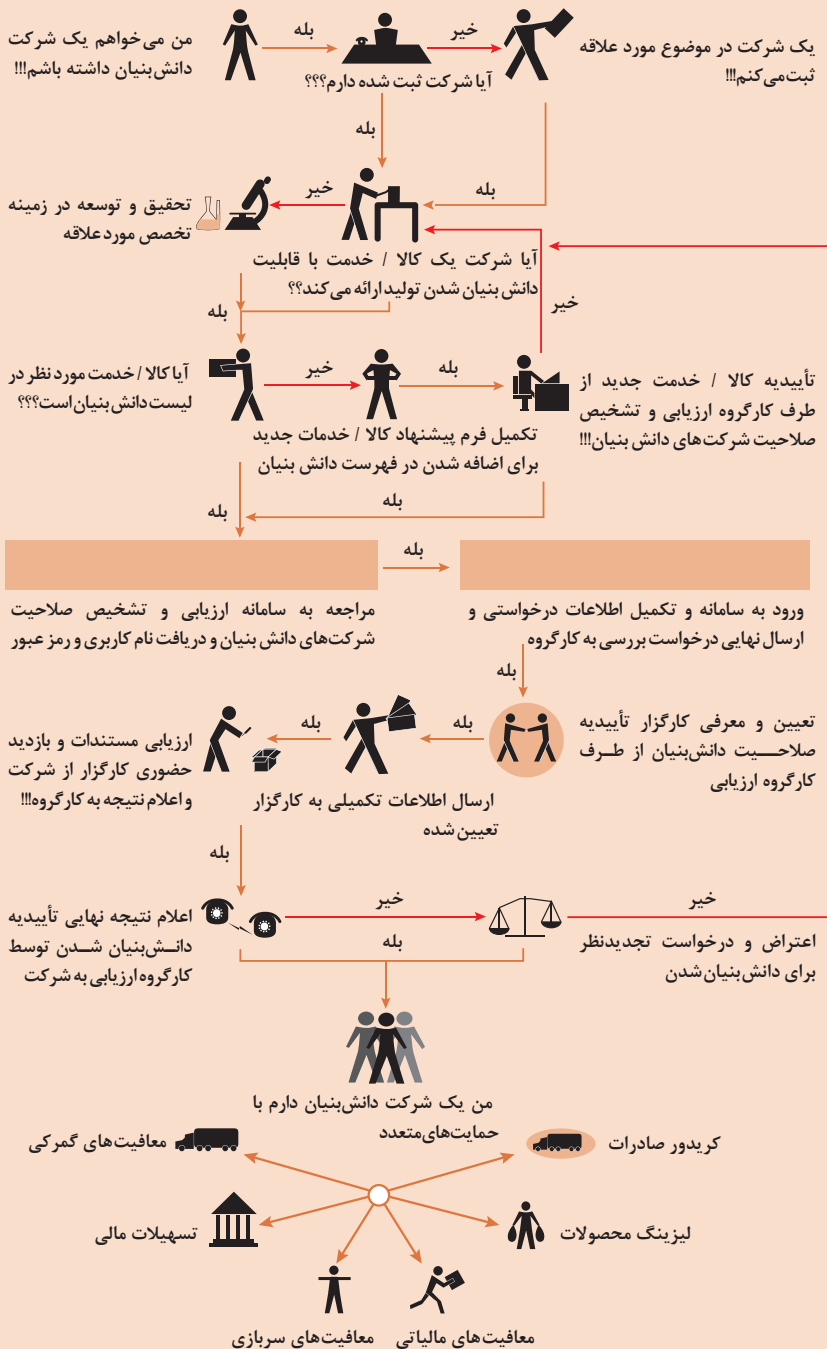 من می‌خواهم یک شرکت
دانش‌بنیان داشته باشم!!!
بله
آیا شرکت ثبت شده دارم؟؟؟
خیر
یک شرکت در موضوع مورد علاقه
ثبت می‌کنم!!!
بله
بله
خیر
تحقیق و توسعه در زمینه
تخصص مورد علاقه
آیا شرکت یک کالا / خدمت با قابلیت
دانش بنیان شدن تولید ارائه می‌کند؟؟
خیر
بله
آیا کالا / خدمت مورد نظر در
لیست دانش بنیان است؟؟؟
خیر
بله
تکمیل فرم پیشنهاد کالا / خدمات جدید
برای اضافه شدن در فهرست دانش بنیان
تأییدیه کالا / خدمت جدید از
طرف کارگروه ارزیابی و تشخیص
صلاحیت شرکت‌های دانش بنیان!!!
بله
بله
بله
مراجعه به سامانه ارزیابی و تشخیص صلاحیت
شرکت‌های دانش بنیان و دریافت نام کاربری و رمز عبور
ورود به سامانه و تکمیل اطلاعات درخواستی و
ارسال نهایی درخواست بررسی به کارگروه
بله
تعیین و معرفی کارگزار تأییدیه
صلاحیت دانش‌بنیان از طرف
کارگروه ارزیابی
بله
ارسال اطلاعات تکمیلی به کارگزار
تعیین شده
بله
ارزیابی مستندات و بازدید
حضوری کارگزار از شرکت
و اعلام نتیجه به کارگروه!!!
بله
اعلام نتیجه نهایی تأییدیه
دانش‌بنیان شدن توسط
کارگروه ارزیابی به شرکت
خیر
بله
اعتراض و درخواست تجدیدنظر
برای دانش‌بنیان شدن
خیر
من یک شرکت دانش‌بنیان دارم با
حمایت‌های متعدد
کریدور صادرات
معافیت‌های گمرکی
لیزینگ محصولات
تسهیلات مالی
معافیت‌های مالیاتی
معافیت‌های سربازی